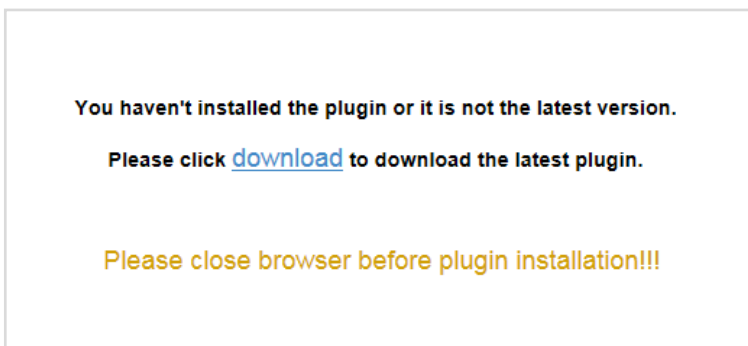 You haven't installed the plugin or it is not the latest version.
Please click download to download the latest plugin.
Please close browser before plugin installation!!!